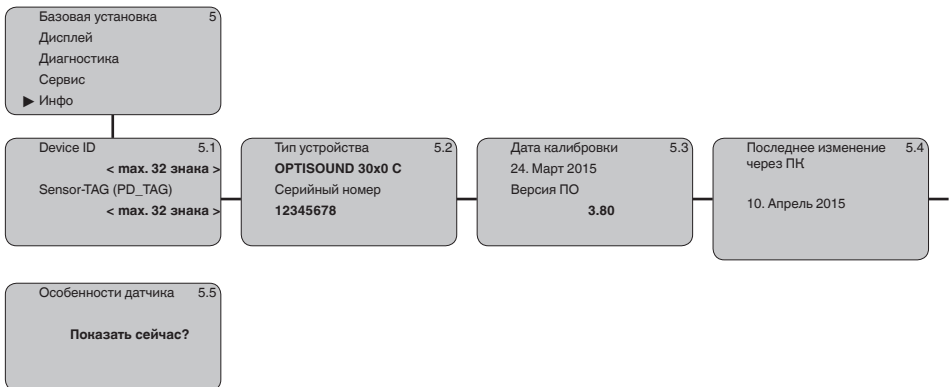 Базовая установка 5
Дисплей
Диагностика
Сервис
▶ Инфо
Device ID 5.1
< max. 32 знака >
Sensor-TAG (PD_TAG)
< max. 32 знака >
Тип устройства 5.2
OPTISOUND 30x0 C
Серийный номер
12345678
Дата калибровки 5.3
24. Март 2015
Версия ПО
3.80
Последнее изменение 5.4
через ПК
10. Апрель 2015
Особенности датчика 5.5
Показать сейчас?